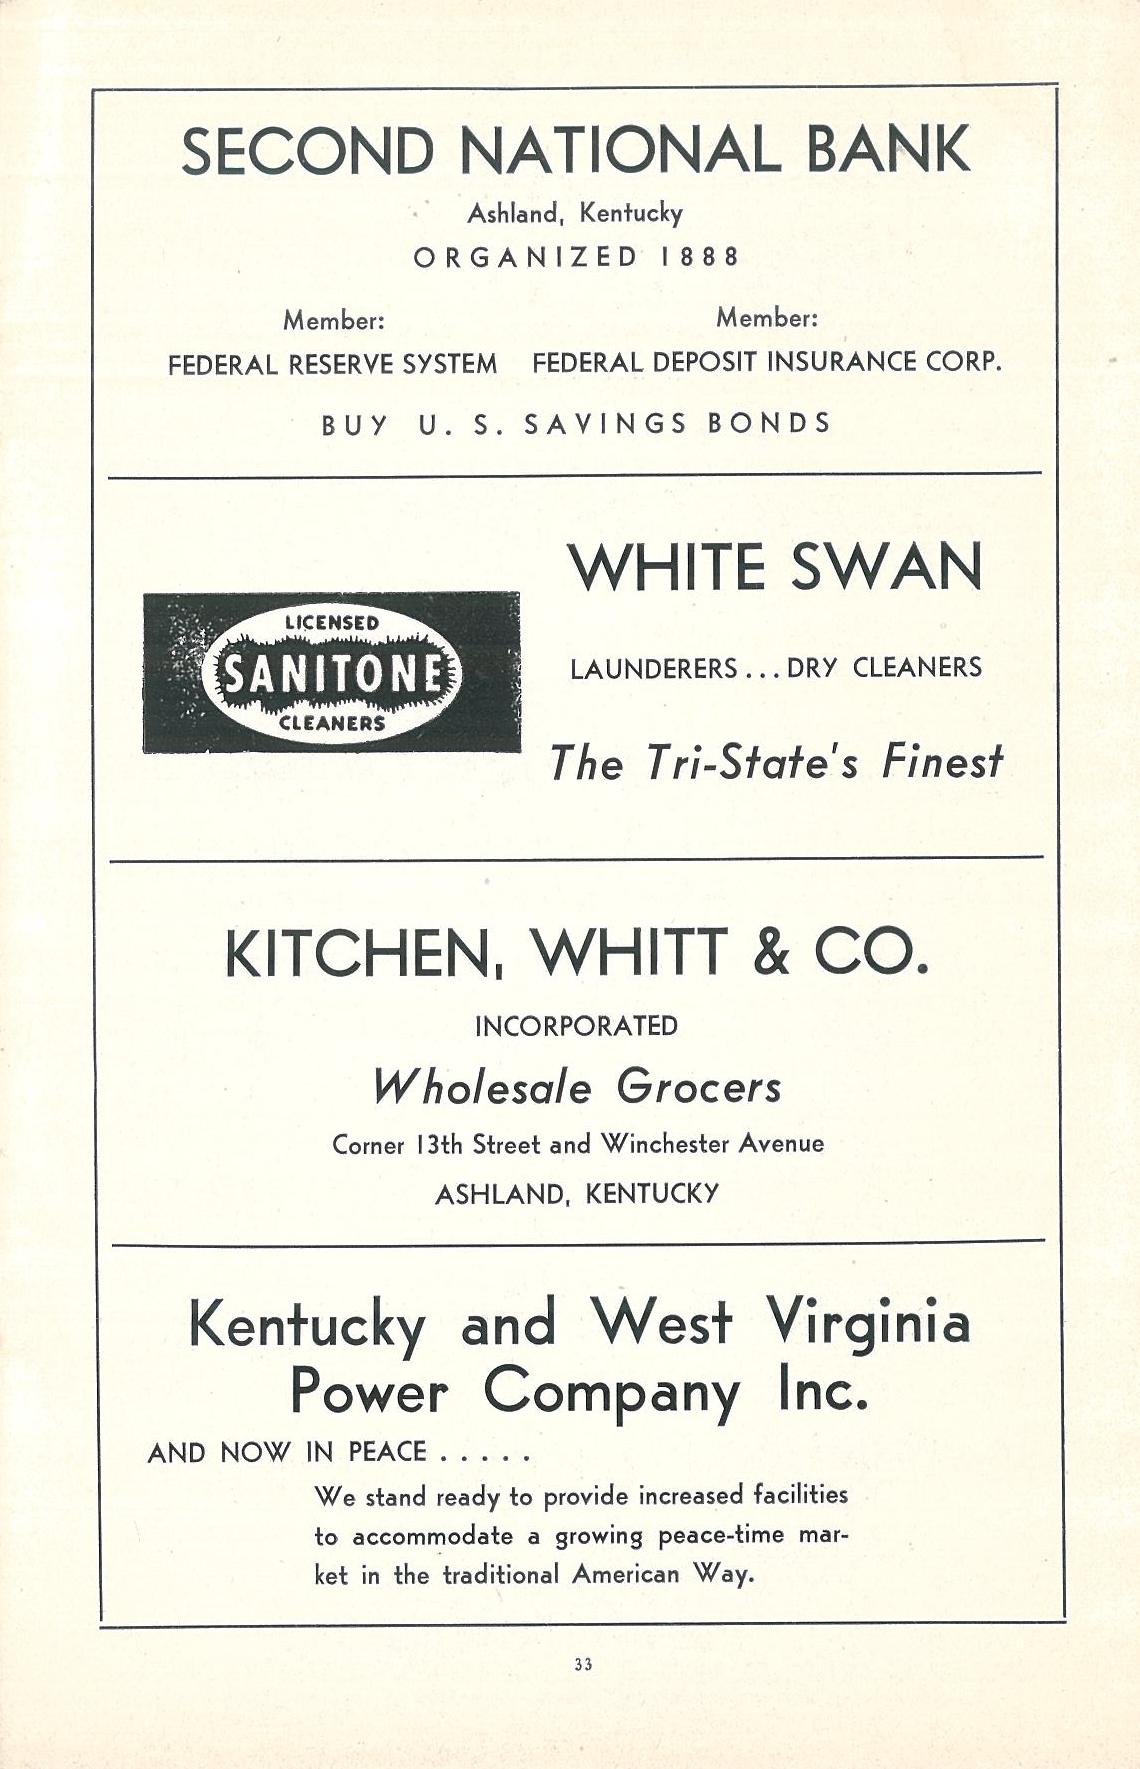 SECOND NATIONAL BANK
Ashland, Kentucky
ORGANIZED 1888
Member:
FEDERAL RESERVE SYSTEM
Member:
FEDERAL DEPOSIT INSURANCE CORP.
BUY U. S. SAVINGS BONDS
LICENSED
SANITONE
CLEANERS
WHITE SWAN
LAUNDERERS...DRY CLEANERS
The Tri-State's Finest
KITCHEN, WHITT & CO.
INCORPORATED
Wholesale Grocers
Corner 13th Street and Winchester Avenue
ASHLAND, KENTUCKY
Kentucky and West Virginia
Power Company Inc.
AND NOW IN PEACE . . . . .
We stand ready to provide increased facilities
to accommodate a growing peace-time mar-
ket in the traditional American Way.
33